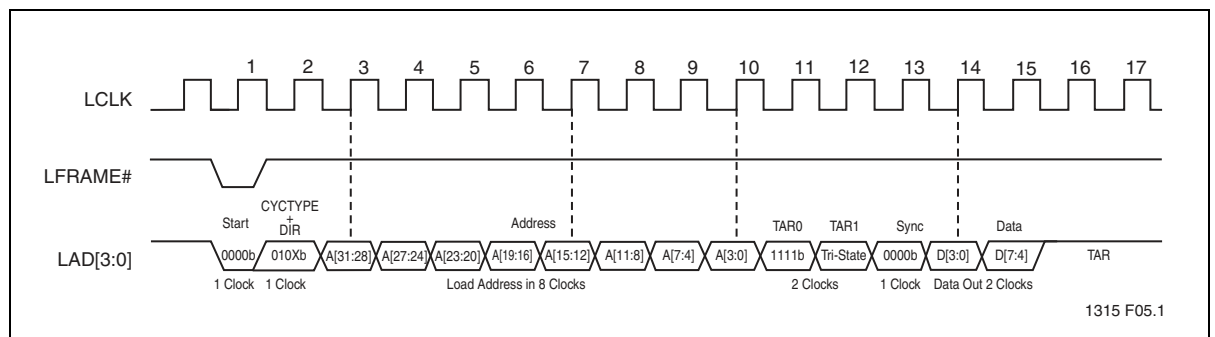 1 2 3 4 5 6 7 8 9 10 11 12 13 14 15 16 17
LCLK
LFRAME#
CYCTYPE
+
DIR
Start
Address
TAR0 TAR1 Sync Data
LAD[3:0]
0000b 010Xb A[31:28] A[27:24] A[23:20] A[19:16] A[15:12] A[11:8] A[7:4] A[3:0] 1111b Tri-State 0000b D[3:0] D[7:4] TAR
1 Clock 1 Clock Load Address in 8 Clocks 2 Clocks 1 Clock Data Out 2 Clocks
1315 F05.1